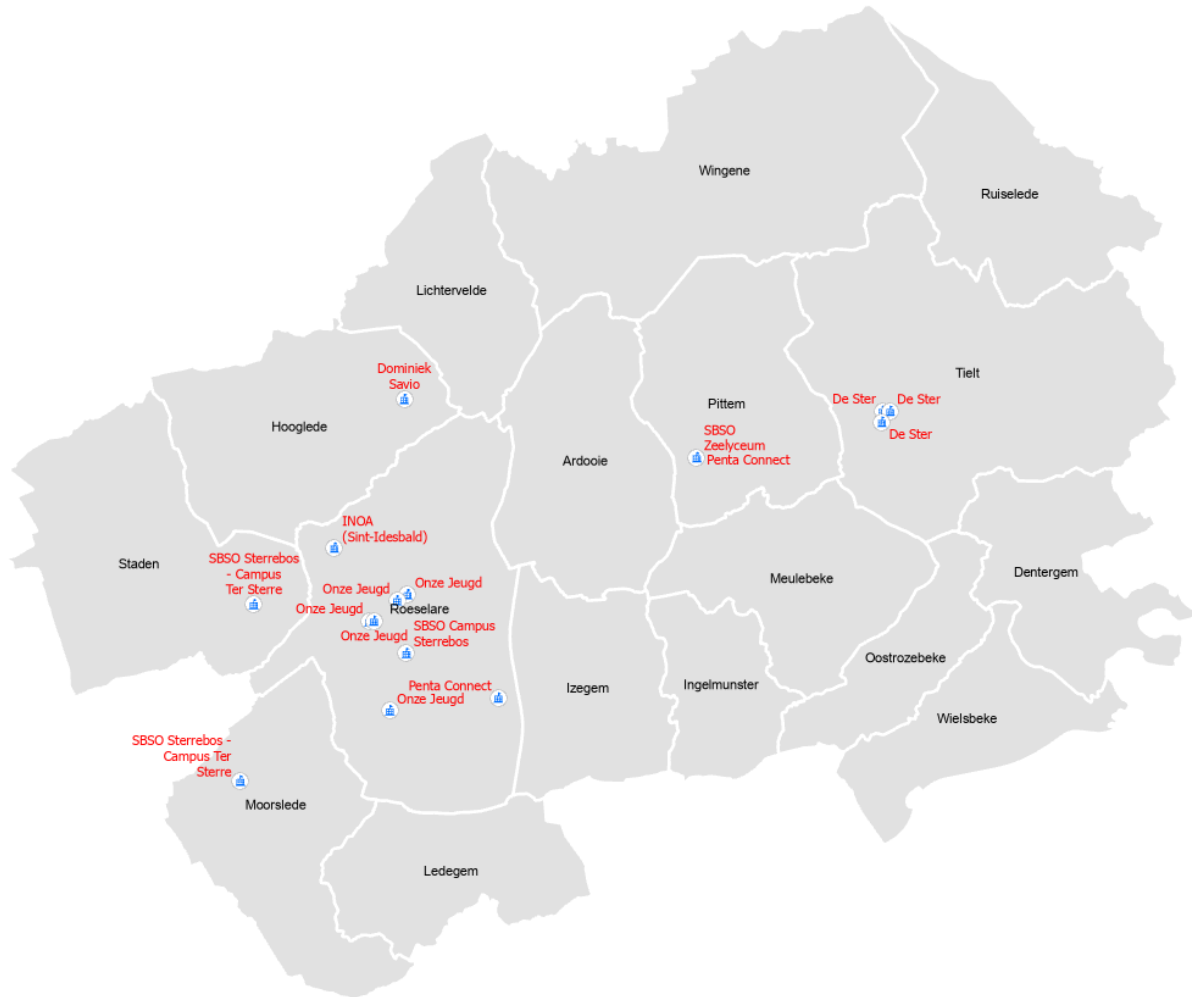 Wingene
Ruiselede
Lichtervelde
Dominiek
Savio
Tielt
De Ster
De Ster
De Ster
Pittem
Hooglede
SBSO
Zeelyceum
Penta Connect
Ardooie
INOA
(Sint-Idesbald)
Staden
SBSO Sterrebos
- Campus
Ter Sterre
Meulebeke
Dentergem
Onze Jeugd
Onze Jeugd
Onze Jeugd
Roeselare
Onze Jeugd
SBSO Campus
Sterrebos
Oostrozebeke
Penta Connect
Onze Jeugd
Izegem
Ingelmunster
Wielsbeke
SBSO Sterrebos -
Campus Ter
Sterre
Moorslede
Ledegem